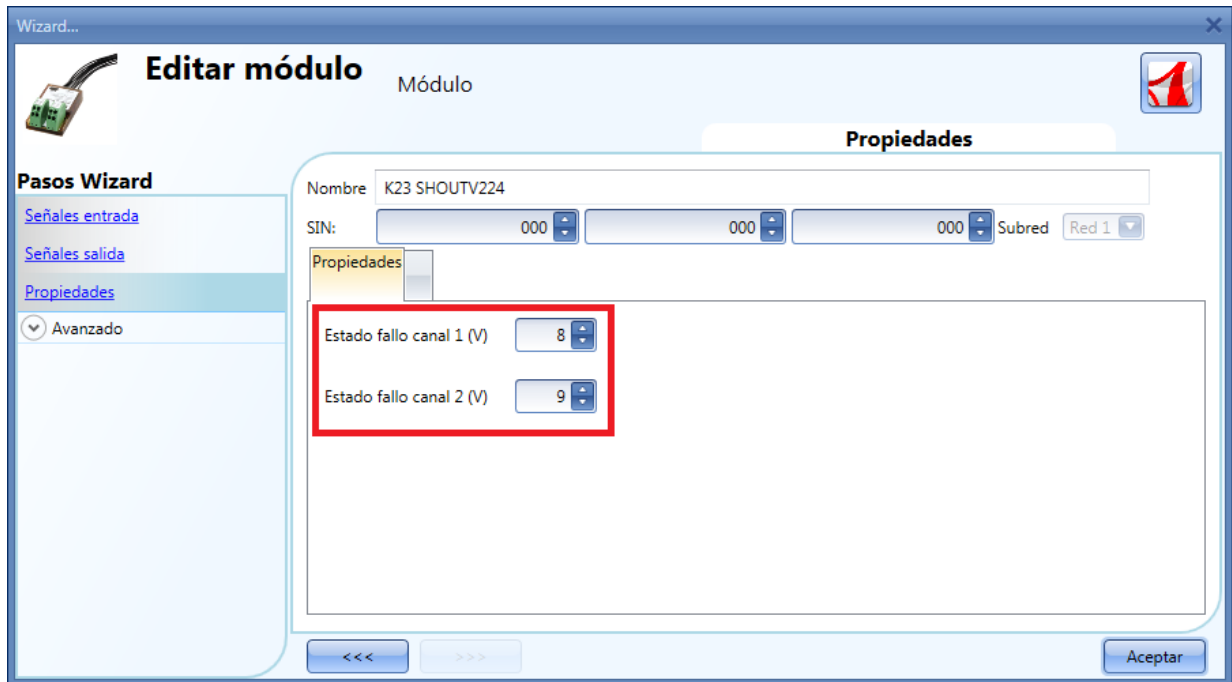 Wizard...
Editar módulo
Módulo
Propiedades
Pasos Wizard
Señales entrada
Señales salida
Propiedades
Avanzado
Nombre K23 SHOUTV224
SIN: 000 000 000 Subred Red 1
Propiedades
Estado fallo canal 1 (V) 8
Estado fallo canal 2 (V) 9
<<< >>> Aceptar